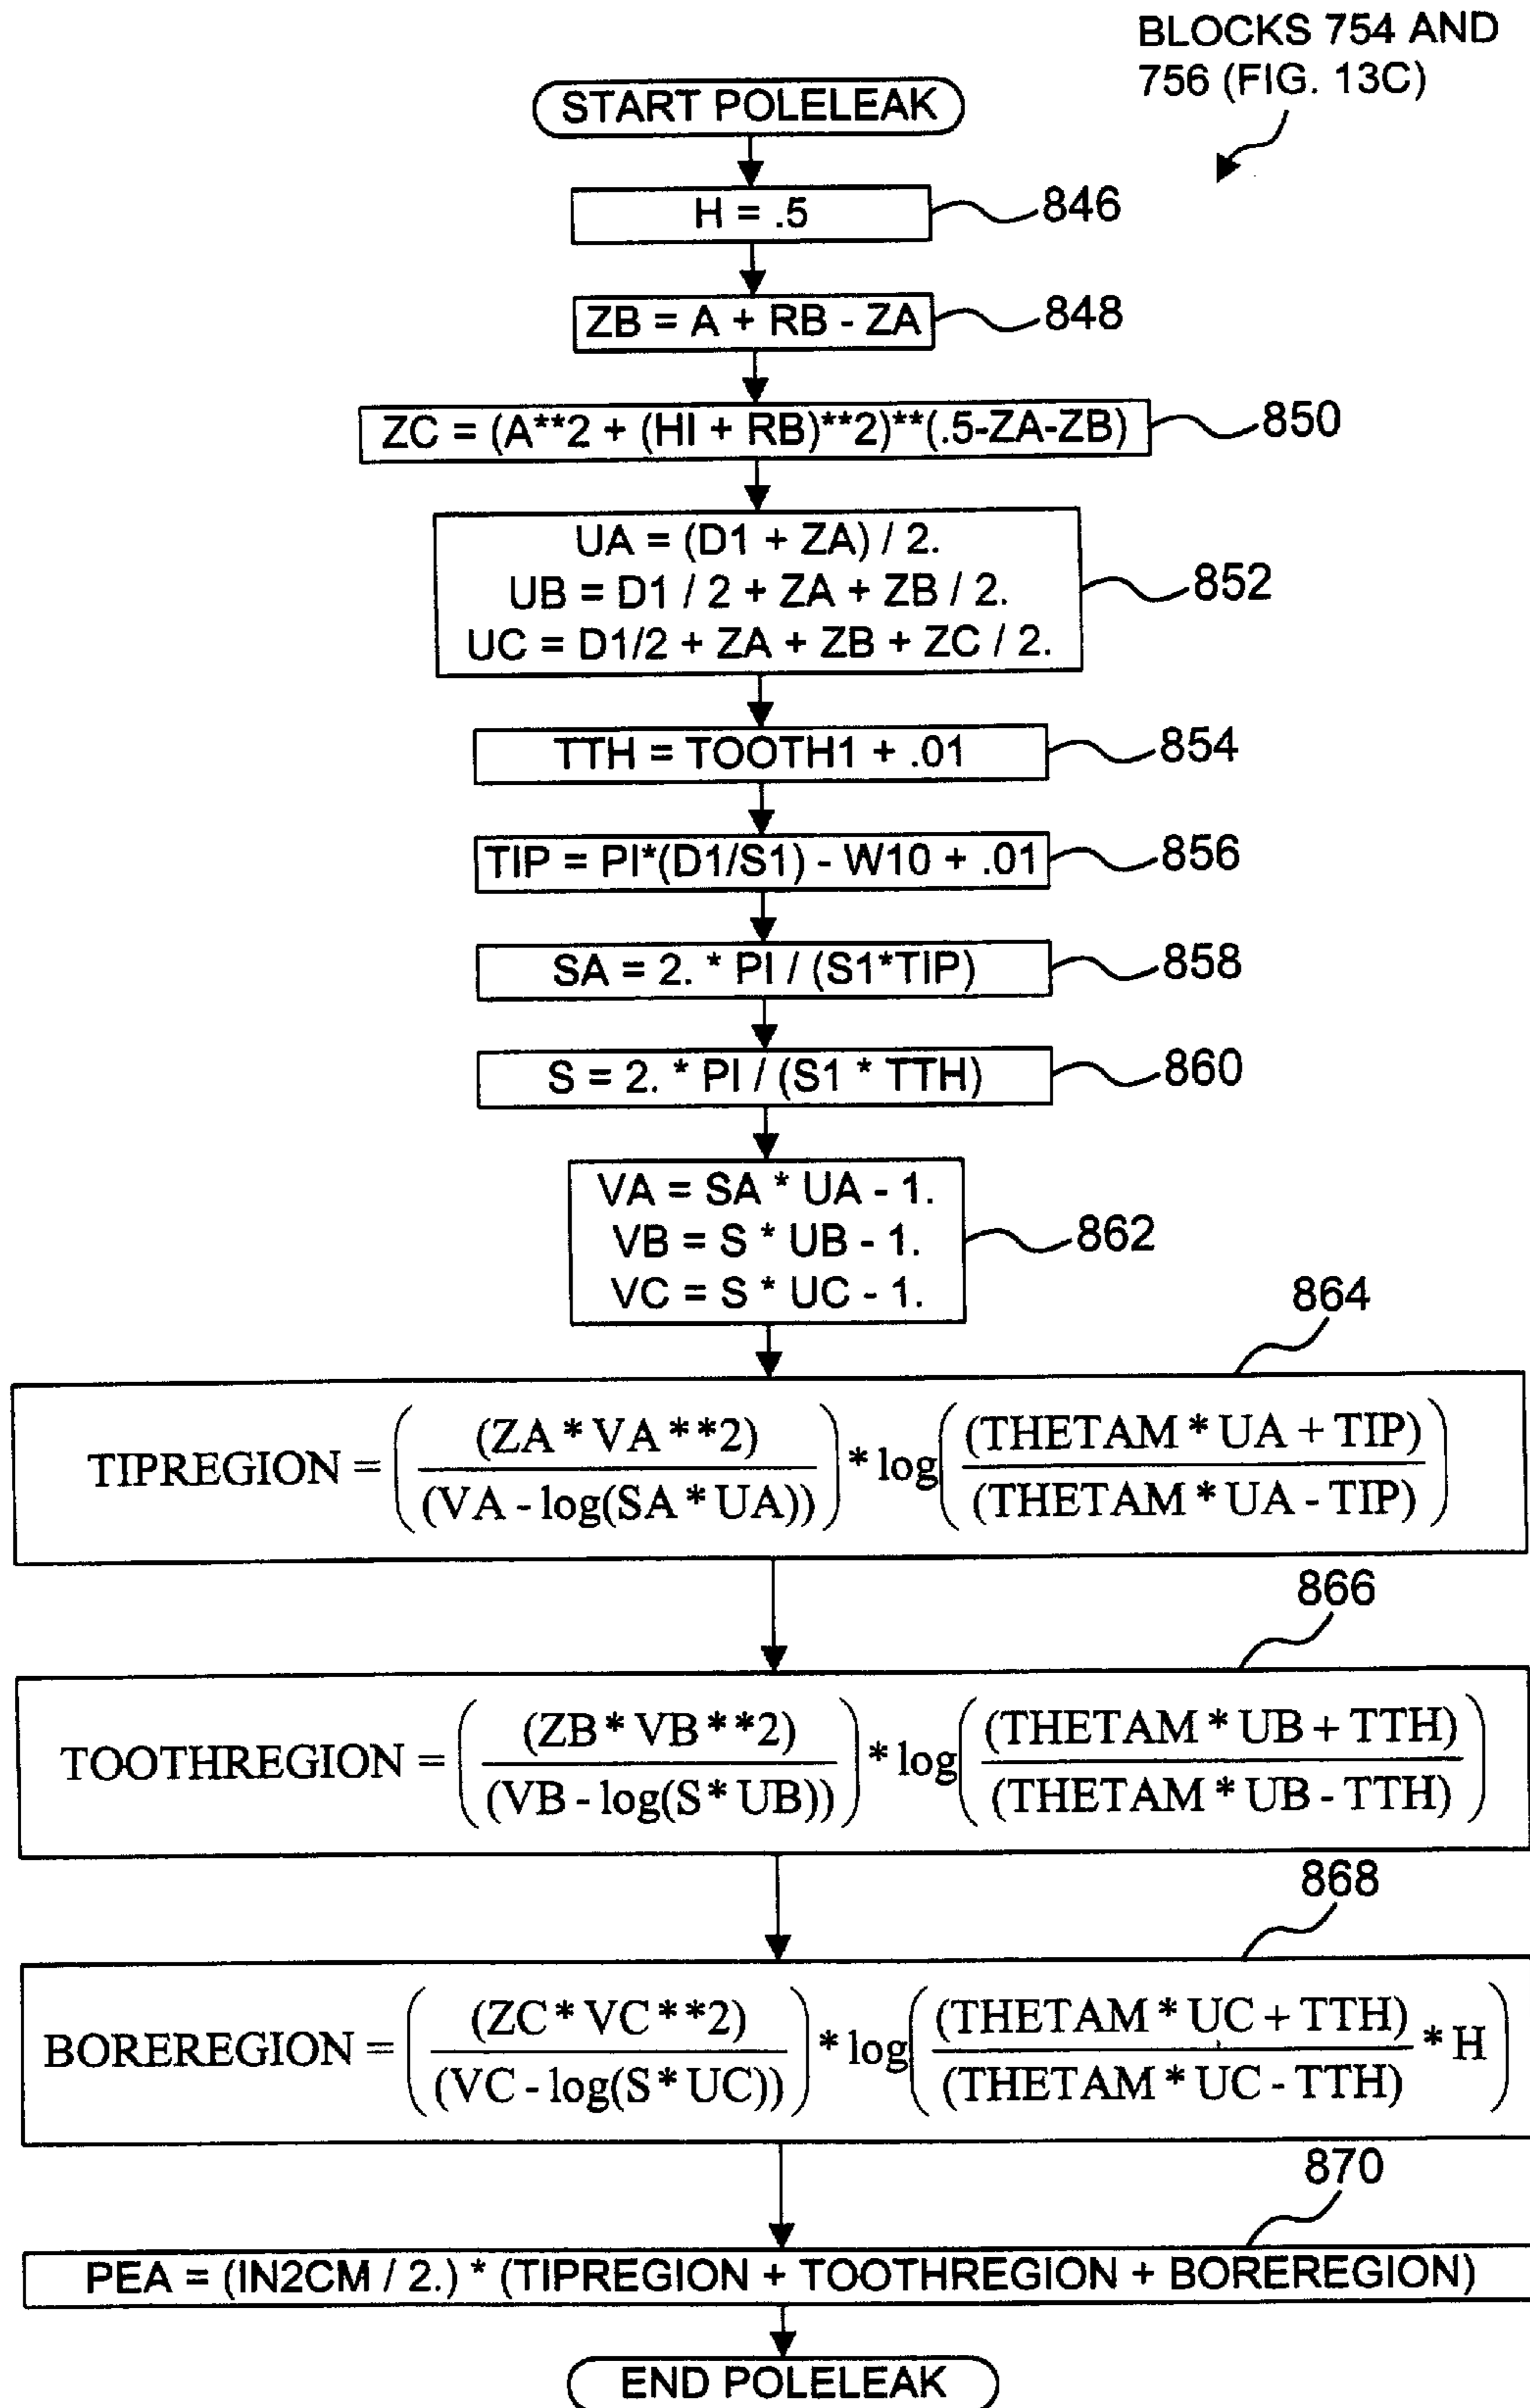 BLOCKS 754 AND
756 (FIG. 13C)
START POLELEAK
H = .5
846
ZB = A + RB - ZA
848
ZC = (A**2 + (HI + RB)**2)**(.5-ZA-ZB)
850
UA = (D1 + ZA) / 2.
UB = D1 / 2 + ZA + ZB / 2.
UC = D1/2 + ZA + ZB + ZC / 2.
852
TTH = TOOTH1 + .01
854
TIP = PI*(D1/S1) - W10 + .01
856
SA = 2. * PI / (S1*TIP)
858
S = 2. * PI / (S1 * TTH)
860
VA = SA * UA - 1.
VB = S * UB - 1.
VC = S * UC - 1.
862
864
TIPREGION = ( (ZA * VA **2) / (VA - log(SA * UA)) ) * log( (THETAM * UA + TIP) / (THETAM * UA - TIP) )
866
TOOTHREGION = ( (ZB * VB **2) / (VB - log(S * UB)) ) * log( (THETAM * UB + TTH) / (THETAM * UB - TTH) )
868
BOREREGION = ( (ZC * VC **2) / (VC - log(S * UC)) ) * log( (THETAM * UC + TTH) / (THETAM * UC - TTH) * H )
870
PEA = (IN2CM / 2.) * (TIPREGION + TOOTHREGION + BOREREGION)
END POLELEAK